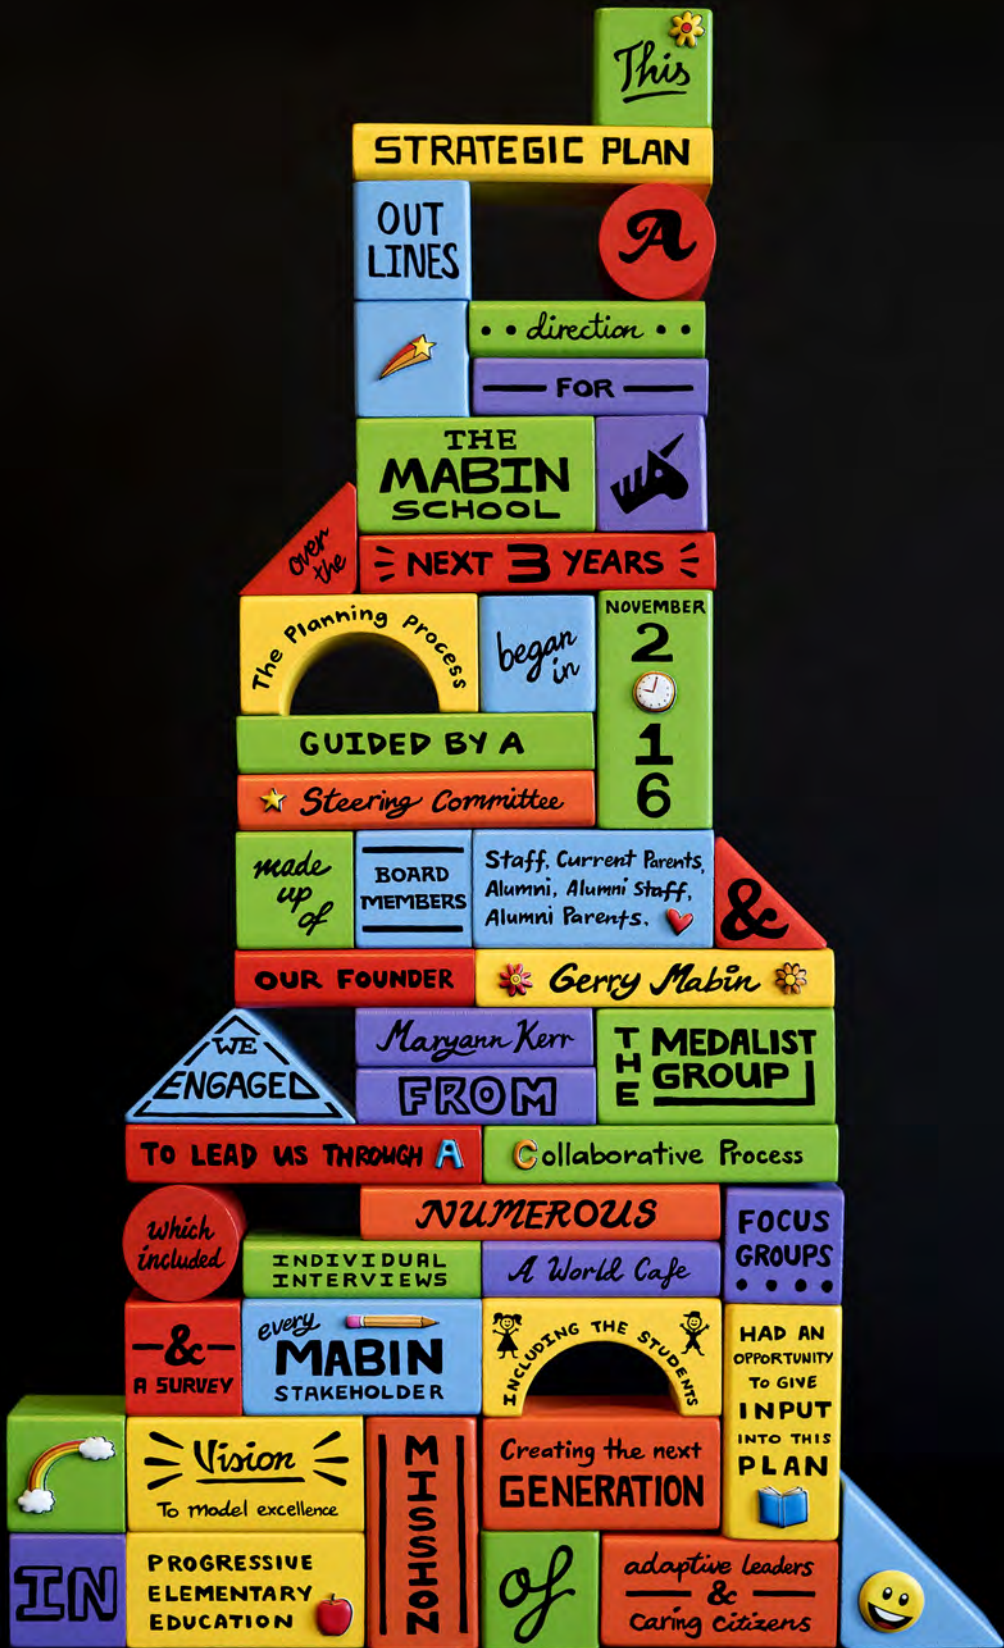 This
STRATEGIC PLAN
OUT
LINES
A
direction
FOR
THE
MABIN
SCHOOL
over
the
NEXT 3 YEARS
The Planning Process
began
in
NOVEMBER
2
1
6
GUIDED BY A
Steering Committee
made
up
of
BOARD
MEMBERS
Staff, Current Parents,
Alumni, Alumni Staff,
Alumni Parents.
&
OUR FOUNDER
Gerry Mabin
WE
ENGAGED
Maryann Kerr
FROM
THE
MEDALIST
GROUP
TO LEAD US THROUGH A
Collaborative Process
which
included
NUMEROUS
FOCUS
GROUPS
INDIVIDUAL
INTERVIEWS
A World Cafe
&
A SURVEY
every
MABIN
STAKEHOLDER
INCLUDING THE STUDENTS
HAD AN
OPPORTUNITY
TO GIVE
INPUT
INTO THIS
PLAN
Vision
To model excellence
IN
PROGRESSIVE
ELEMENTARY
EDUCATION
MISSION
Creating the next
GENERATION
of
adaptive leaders
&
caring citizens